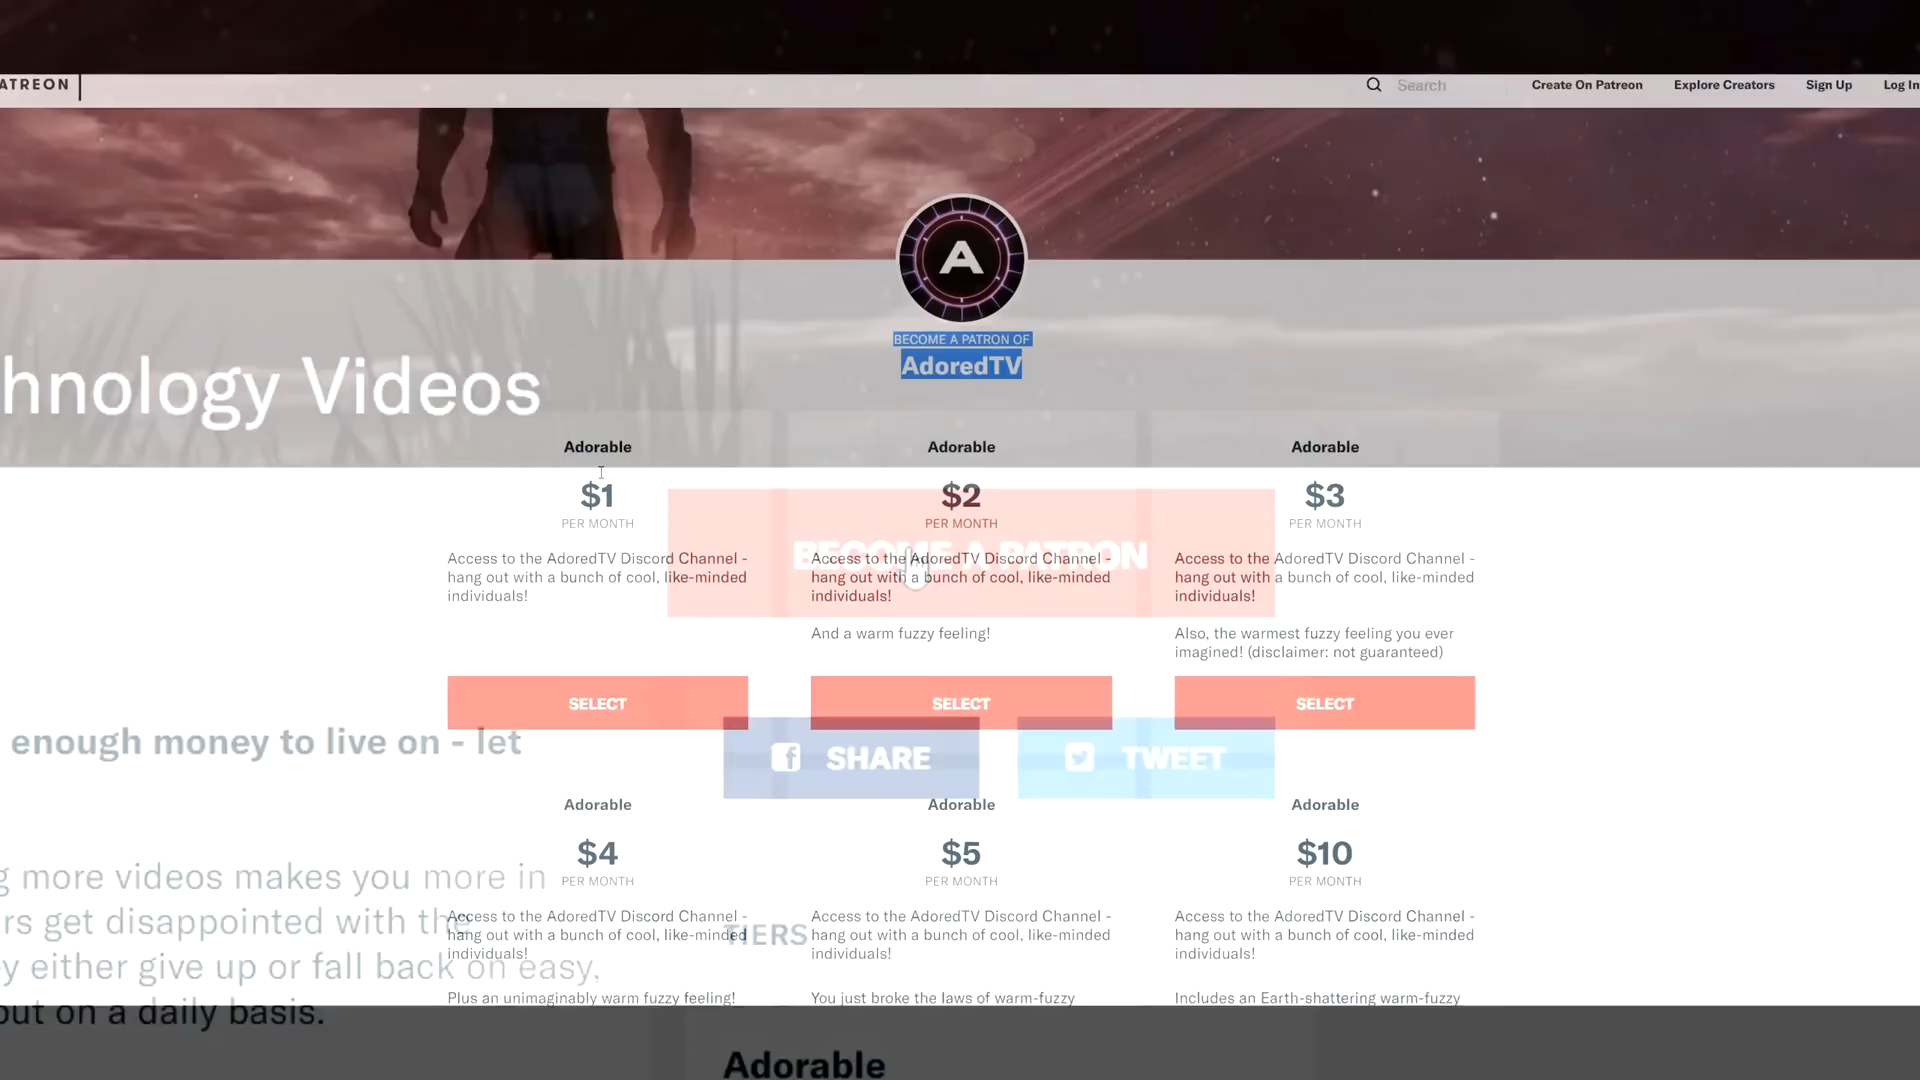 ATREON
Search
Create On Patreon
Explore Creators
Sign Up
Log In
A
BECOME A PATRON OF
AdoredTV
hnology Videos
Adorable
$1
PER MONTH
Access to the AdoredTV Discord Channel -
hang out with a bunch of cool, like-minded
individuals!
SELECT
Adorable
$2
PER MONTH
Access to the AdoredTV Discord Channel -
hang out with a bunch of cool, like-minded
individuals!
And a warm fuzzy feeling!
SELECT
Adorable
$3
PER MONTH
Access to the AdoredTV Discord Channel -
hang out with a bunch of cool, like-minded
individuals!
Also, the warmest fuzzy feeling you ever
imagined! (disclaimer: not guaranteed)
SELECT
BECOME A PATRON
enough money to live on - let
SHARE
TWEET
Adorable
$4
PER MONTH
Access to the AdoredTV Discord Channel -
hang out with a bunch of cool, like-minded
individuals!
Plus an unimaginably warm fuzzy feeling!
Adorable
$5
PER MONTH
Access to the AdoredTV Discord Channel -
hang out with a bunch of cool, like-minded
individuals!
You just broke the laws of warm-fuzzy
Adorable
$10
PER MONTH
Access to the AdoredTV Discord Channel -
hang out with a bunch of cool, like-minded
individuals!
Includes an Earth-shattering warm-fuzzy
g more videos makes you more in
rs get disappointed with the
y either give up or fall back on easy,
out on a daily basis.
TIERS
Adorable